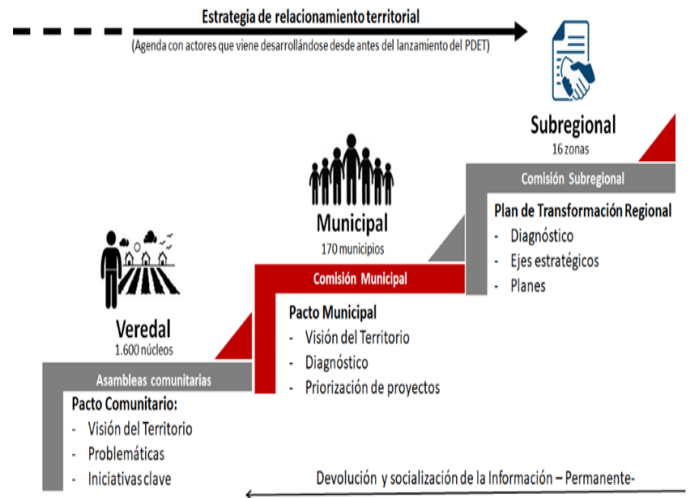 Estrategia de relacionamiento territorial
(Agenda con actores que viene desarrollándose desde antes del lanzamiento del PDET)
Subregional
16 zonas
Comisión Subregional
Plan de Transformación Regional
- Diagnóstico
- Ejes estratégicos
- Planes
Municipal
170 municipios
Comisión Municipal
Pacto Municipal
- Visión del Territorio
- Diagnóstico
- Priorización de proyectos
Veredal
1.600 núcleos
Asambleas comunitarias
Pacto Comunitario:
- Visión del Territorio
- Problemáticas
- Iniciativas clave
Devolución y socialización de la Información – Permanente-